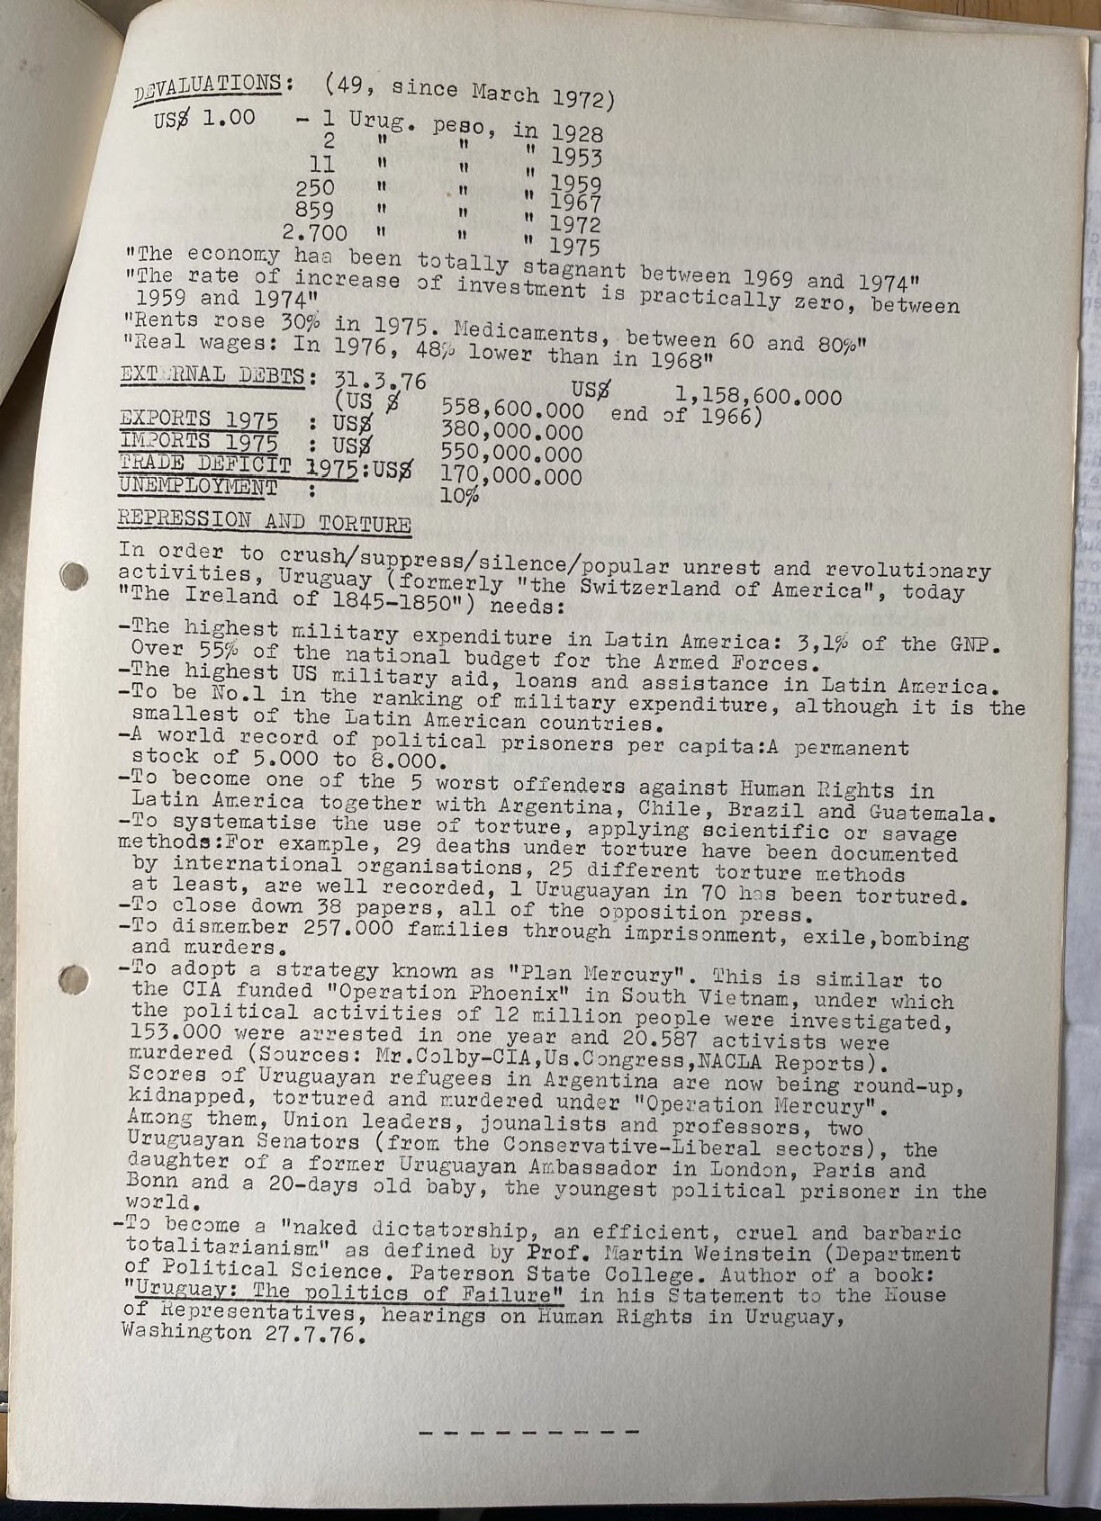 DEVALUATIONS: (49, since March 1972)
US$ 1.00 - 1 Urug. peso, in 1928
2 " " " 1953
11 " " " 1959
250 " " " 1967
859 " " " 1972
2.700 " " " 1975
"The economy has been totally stagnant between 1969 and 1974"
"The rate of increase of investment is practically zero, between
1959 and 1974"
"Rents rose 30% in 1975. Medicaments, between 60 and 80%"
"Real wages: In 1976, 48% lower than in 1968"
EXTERNAL DEBTS: 31.3.76 US$ 1,158,600.000
(US $ 558,600.000 end of 1966)
EXPORTS 1975 : US$ 380,000.000
IMPORTS 1975 : US$ 550,000.000
TRADE DEFICIT 1975:US$ 170,000.000
UNEMPLOYMENT : 10%
REPRESSION AND TORTURE
In order to crush/suppress/silence/popular unrest and revolutionary
activities, Uruguay (formerly "the Switzerland of America", today
"The Ireland of 1845-1850") needs:
-The highest military expenditure in Latin America: 3,1% of the GNP.
Over 55% of the national budget for the Armed Forces.
-The highest US military aid, loans and assistance in Latin America.
-To be No.1 in the ranking of military expenditure, although it is the
smallest of the Latin American countries.
-A world record of political prisoners per capita:A permanent
stock of 5.000 to 8.000.
-To become one of the 5 worst offenders against Human Rights in
Latin America together with Argentina, Chile, Brazil and Guatemala.
-To systematise the use of torture, applying scientific or savage
methods:For example, 29 deaths under torture have been documented
by international organisations, 25 different torture methods
at least, are well recorded, 1 Uruguayan in 70 has been tortured.
-To close down 38 papers, all of the opposition press.
-To dismember 257.000 families through imprisonment, exile,bombing
and murders.
-To adopt a strategy known as "Plan Mercury". This is similar to
the CIA funded "Operation Phoenix" in South Vietnam, under which
the political activities of 12 million people were investigated,
153.000 were arrested in one year and 20.587 activists were
murdered (Sources: Mr.Colby-CIA,Us.Congress,NACLA Reports).
Scores of Uruguayan refugees in Argentina are now being round-up,
kidnapped, tortured and murdered under "Operation Mercury".
Among them, Union leaders, jounalists and professors, two
Uruguayan Senators (from the Conservative-Liberal sectors), the
daughter of a former Uruguayan Ambassador in London, Paris and
Bonn and a 20-days old baby, the youngest political prisoner in the
world.
-To become a "naked dictatorship, an efficient, cruel and barbaric
totalitarianism" as defined by Prof. Martin Weinstein (Department
of Political Science. Paterson State College. Author of a book:
"Uruguay: The politics of Failure" in his Statement to the House
of Representatives, hearings on Human Rights in Uruguay,
Washington 27.7.76.
- - - - - - - - -